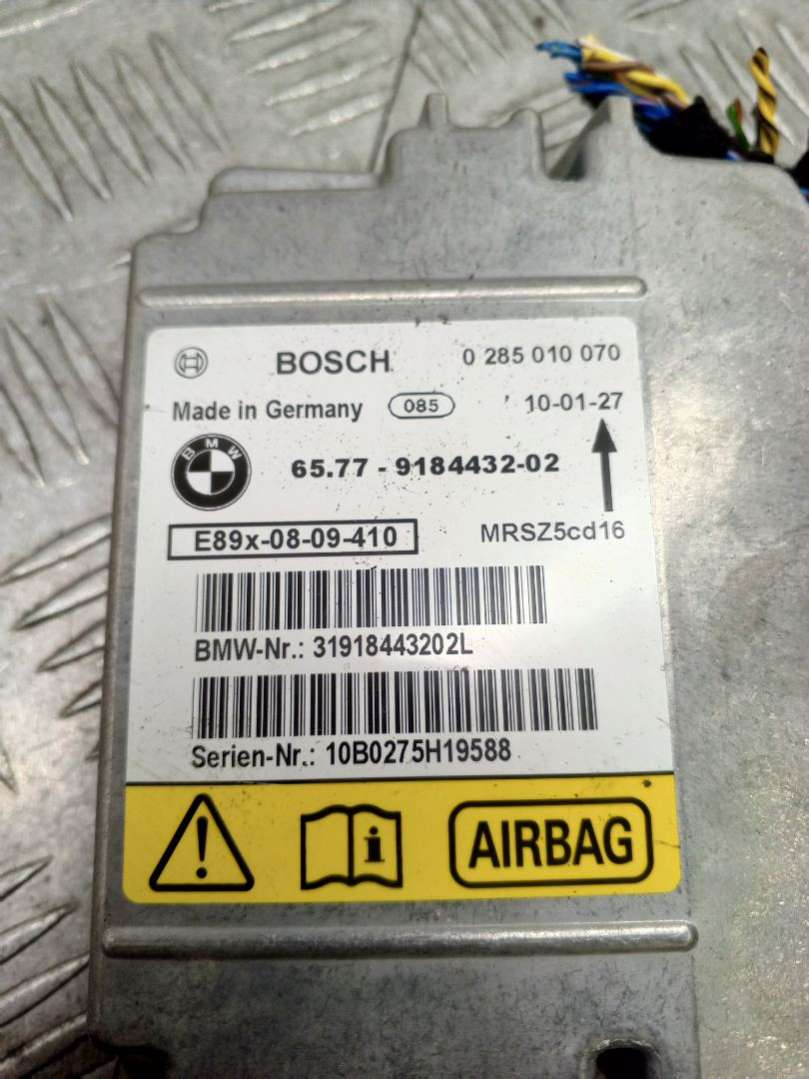 BOSCH 0 285 010 070
Made in Germany 085 10-01-27
BMW
65.77 - 9184432-02
E89x-08-09-410 MRSZ5cd16
BMW-Nr.: 31918443202L
Serien-Nr.: 10B0275H19588
AIRBAG